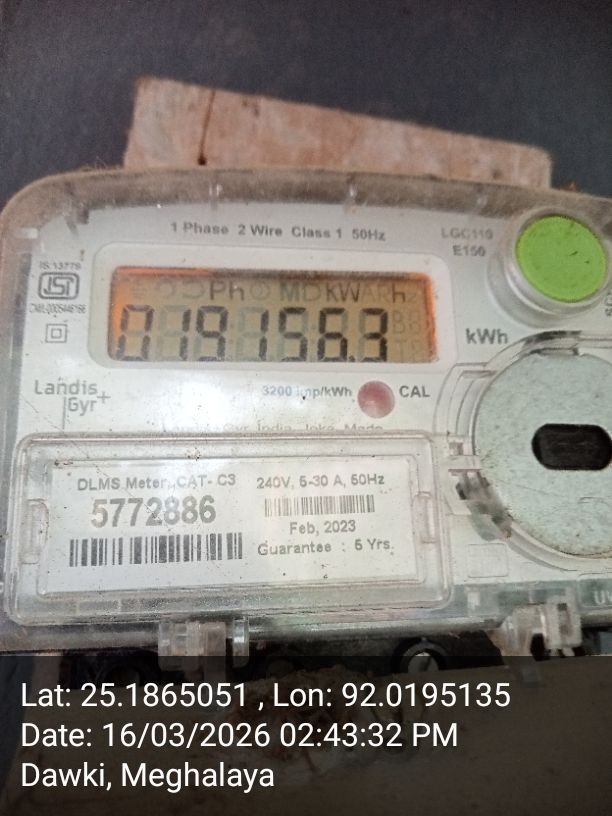 1 Phase 2 Wire Class 1 50Hz
LGC110
E150
IS 13779
ISI
Ph MD KW h
019156.3
kWh
Landis
Gyr+
3200 imp/kWh
CAL
DLMS Meter, CAT- C3
240V, 5-30 A, 50Hz
5772886
Feb, 2023
Guarantee : 5 Yrs.
Lat: 25.1865051 , Lon: 92.0195135
Date: 16/03/2026 02:43:32 PM
Dawki, Meghalaya